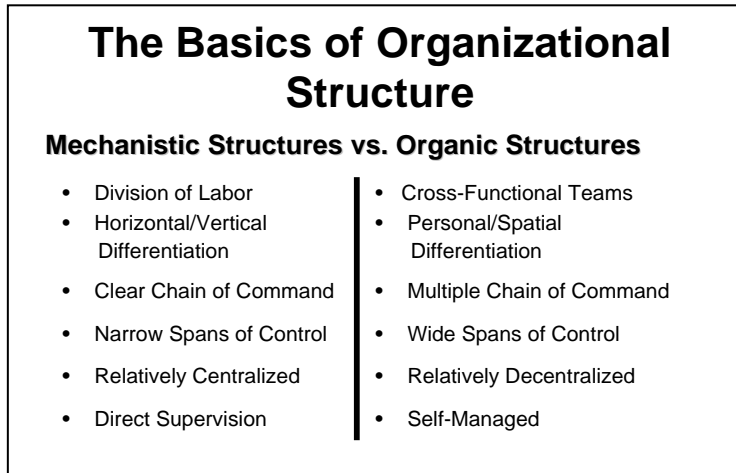 The Basics of Organizational
Structure
Mechanistic Structures vs. Organic Structures
• Division of Labor
• Horizontal/Vertical
Differentiation
• Clear Chain of Command
• Narrow Spans of Control
• Relatively Centralized
• Direct Supervision
• Cross-Functional Teams
• Personal/Spatial
Differentiation
• Multiple Chain of Command
• Wide Spans of Control
• Relatively Decentralized
• Self-Managed